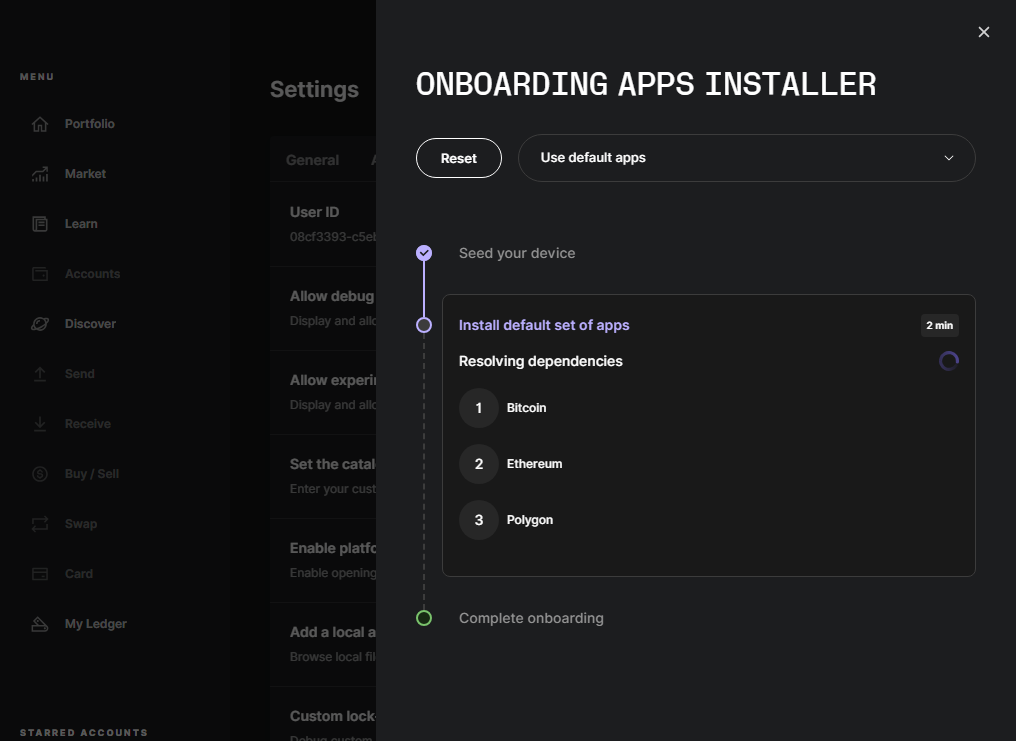 MENU
Portfolio
Market
Learn
Accounts
Discover
Send
Receive
Buy / Sell
Swap
Card
My Ledger
STARRED ACCOUNTS
Settings
General
User ID
08cf3393-c5eb
Allow debug
Display and allo
Allow experi
Display and allo
Set the catal
Enter your cust
Enable platfo
Enable opening
Add a local a
Browse local fil
Custom lock-
Debug custom
ONBOARDING APPS INSTALLER
Reset
Use default apps
Seed your device
Install default set of apps
2 min
Resolving dependencies
1 Bitcoin
2 Ethereum
3 Polygon
Complete onboarding